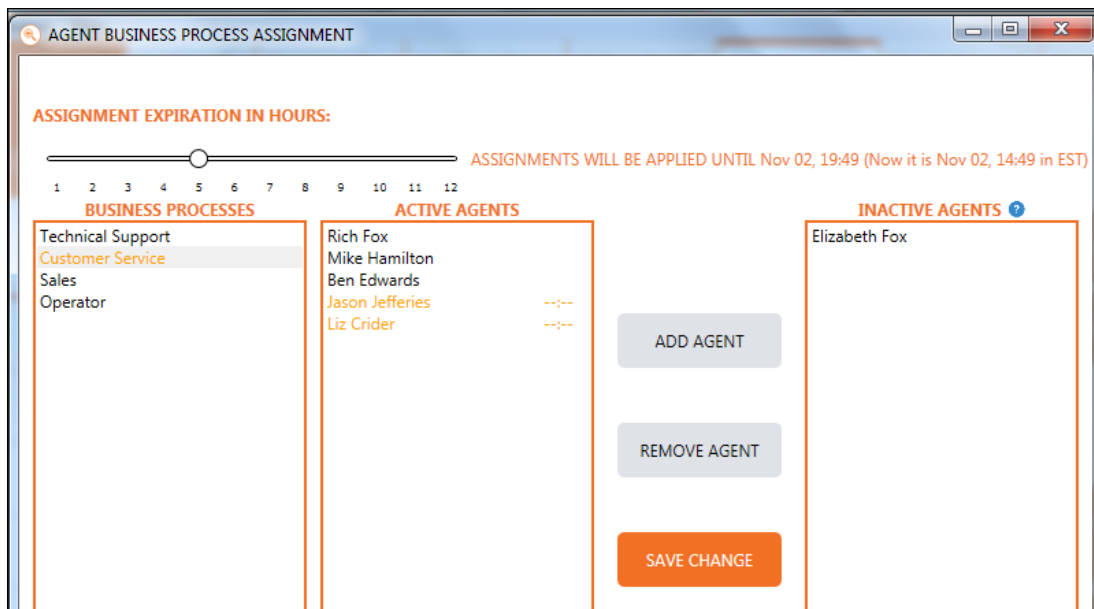 AGENT BUSINESS PROCESS ASSIGNMENT
ASSIGNMENT EXPIRATION IN HOURS:
ASSIGNMENTS WILL BE APPLIED UNTIL Nov 02, 19:49 (Now it is Nov 02, 14:49 in EST)
1 2 3 4 5 6 7 8 9 10 11 12
BUSINESS PROCESSES
Technical Support
Customer Service
Sales
Operator
ACTIVE AGENTS
Rich Fox
Mike Hamilton
Ben Edwards
Jason Jefferies --:--
Liz Crider --:--
ADD AGENT
REMOVE AGENT
SAVE CHANGE
INACTIVE AGENTS ?
Elizabeth Fox